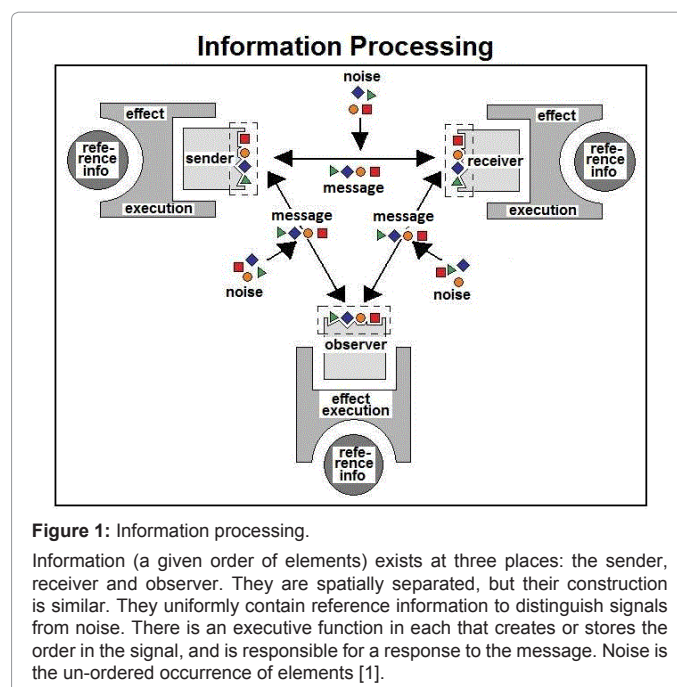 Information Processing
noise
effect
effect
refe-
rence
info
sender
receiver
refe-
rence
info
message
execution
execution
message
message
noise
noise
observer
effect
execution
refe-
rence
info
Figure 1: Information processing.
Information (a given order of elements) exists at three places: the sender,
receiver and observer. They are spatially separated, but their construction
is similar. They uniformly contain reference information to distinguish signals
from noise. There is an executive function in each that creates or stores the
order in the signal, and is responsible for a response to the message. Noise is
the un-ordered occurrence of elements [1].